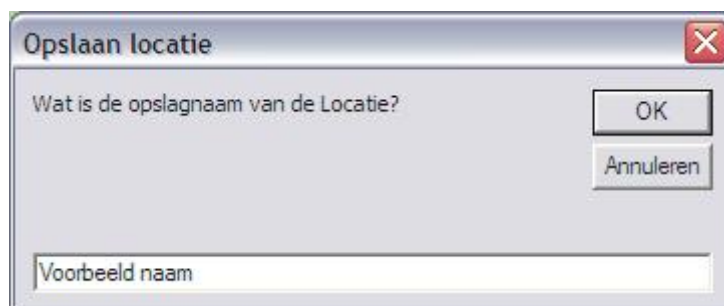 Opslaan locatie
Wat is de opslagnaam van de Locatie?
OK
Annuleren
Voorbeeld naam